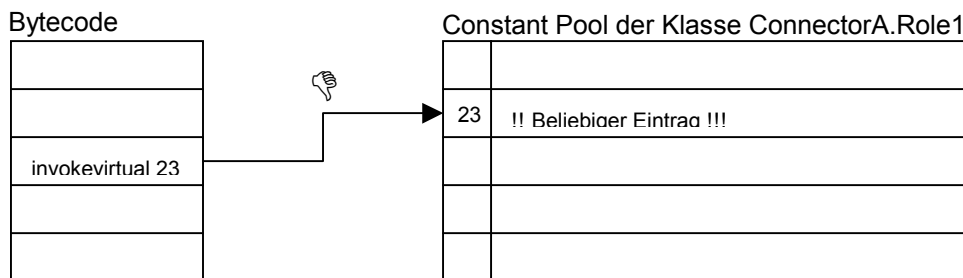 Bytecode
Constant Pool der Klasse ConnectorA.Role1
23 !! Beliebiger Eintrag !!!
invokevirtual 23